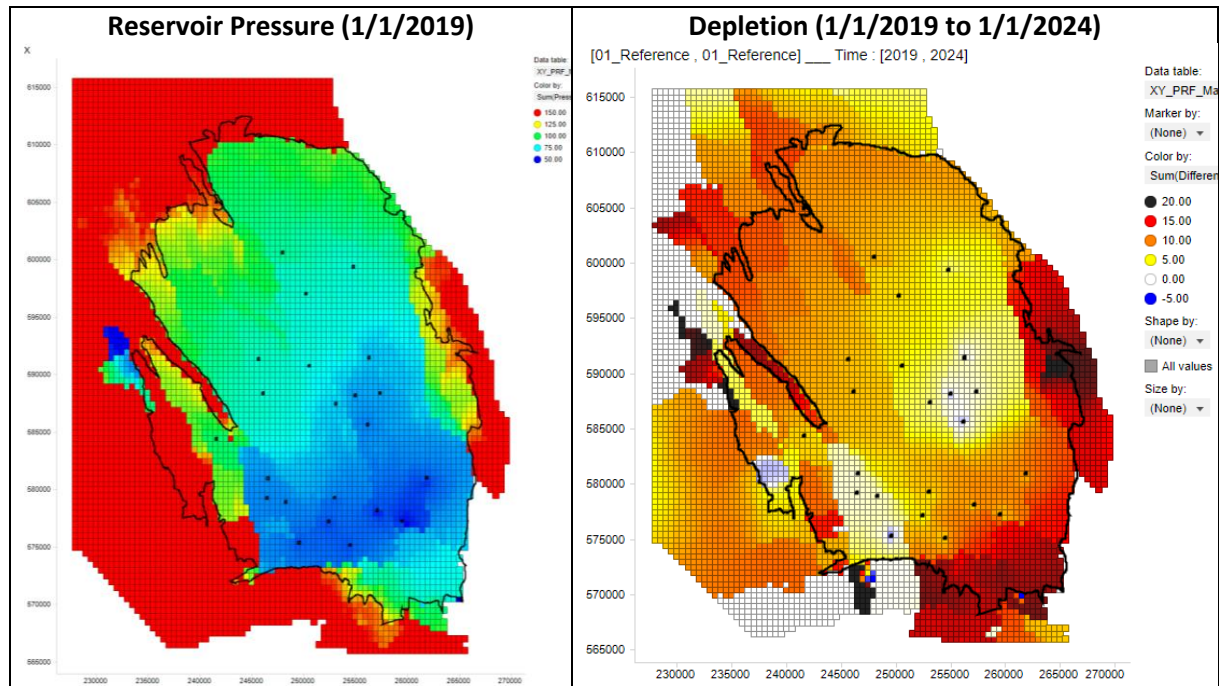 Reservoir Pressure (1/1/2019)
X
Data table
XY_PRF_M
Color by:
Sum(Press
150.00
125.00
100.00
75.00
50.00
615000
610000
605000
600000
595000
590000
585000
580000
575000
570000
565000
230000 235000 240000 245000 250000 255000 260000 265000 270000
Depletion (1/1/2019 to 1/1/2024)
[01_Reference , 01_Reference] ___ Time : [2019 , 2024]
Data table:
XY_PRF_Ma
Marker by:
(None)
Color by:
Sum(Differen
20.00
15.00
10.00
5.00
0.00
-5.00
Shape by:
(None)
All values
Size by:
(None)
615000
610000
605000
600000
595000
590000
585000
580000
575000
570000
565000
230000 235000 240000 245000 250000 255000 260000 265000 270000